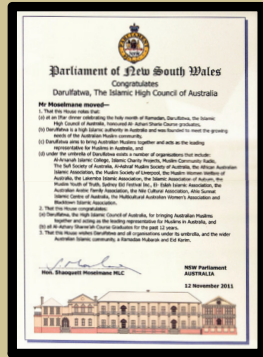 Parliament of New South Wales
Congratulates
Darulfatwa, The Islamic High Council of Australia
Mr Moselmane moved—
1. That this House notes that:
(a) at an Iftar dinner celebrating the holy month of Ramadan, Darulfatwa, the Islamic
High Council of Australia, honoured Al-Azhari Sharia Course graduates,
(b) Darulfatwa is a high Islamic authority in Australia and was founded to meet the growing
needs of the Australian Muslim community,
(c) Darulfatwa aims to bring Australian Muslims together and acts as the leading
representative for Muslims in Australia, and
(d) under the umbrella of Darulfatwa come a number of organisations that include:
Al-Amanah Islamic College, Islamic Charity Projects, Muslim Community Radio,
The Sufi Society of Australia, Al-Ashraf Muslim Society of Australia, the African Australian
Islamic Association, the Muslim Society of Liverpool, the Muslim Women Welfare of
Australia, the Lakemba Islamic Association, the Islamic Association of Auburn, the
Muslim Youth of Truth, Sydney Eid Festival Inc., El- Eslah Islamic Association, the
Australian Arabic Family Association, the Nile Cultural Association, Ahle Sunnat
Islamic Centre of Australia, the Multicultural Australian Women's Association and
Blacktown Islamic Association.
2. That this House congratulates:
(a) Darulfatwa, the High Islamic Council of Australia, for bringing Australian Muslims
together and acting as the leading representative for Muslims in Australia, and
(b) all Al-Azhary Shariah Course Graduates for the past 12 years.
3. That this House wishes Darulfatwa and all organisations under its umbrella, and the wider
Australian Islamic community, a Ramadan Mubarak and Eid Karim.
Hon. Shaoquett Moselmane MLC
NSW Parliament
AUSTRALIA
12 November 2011